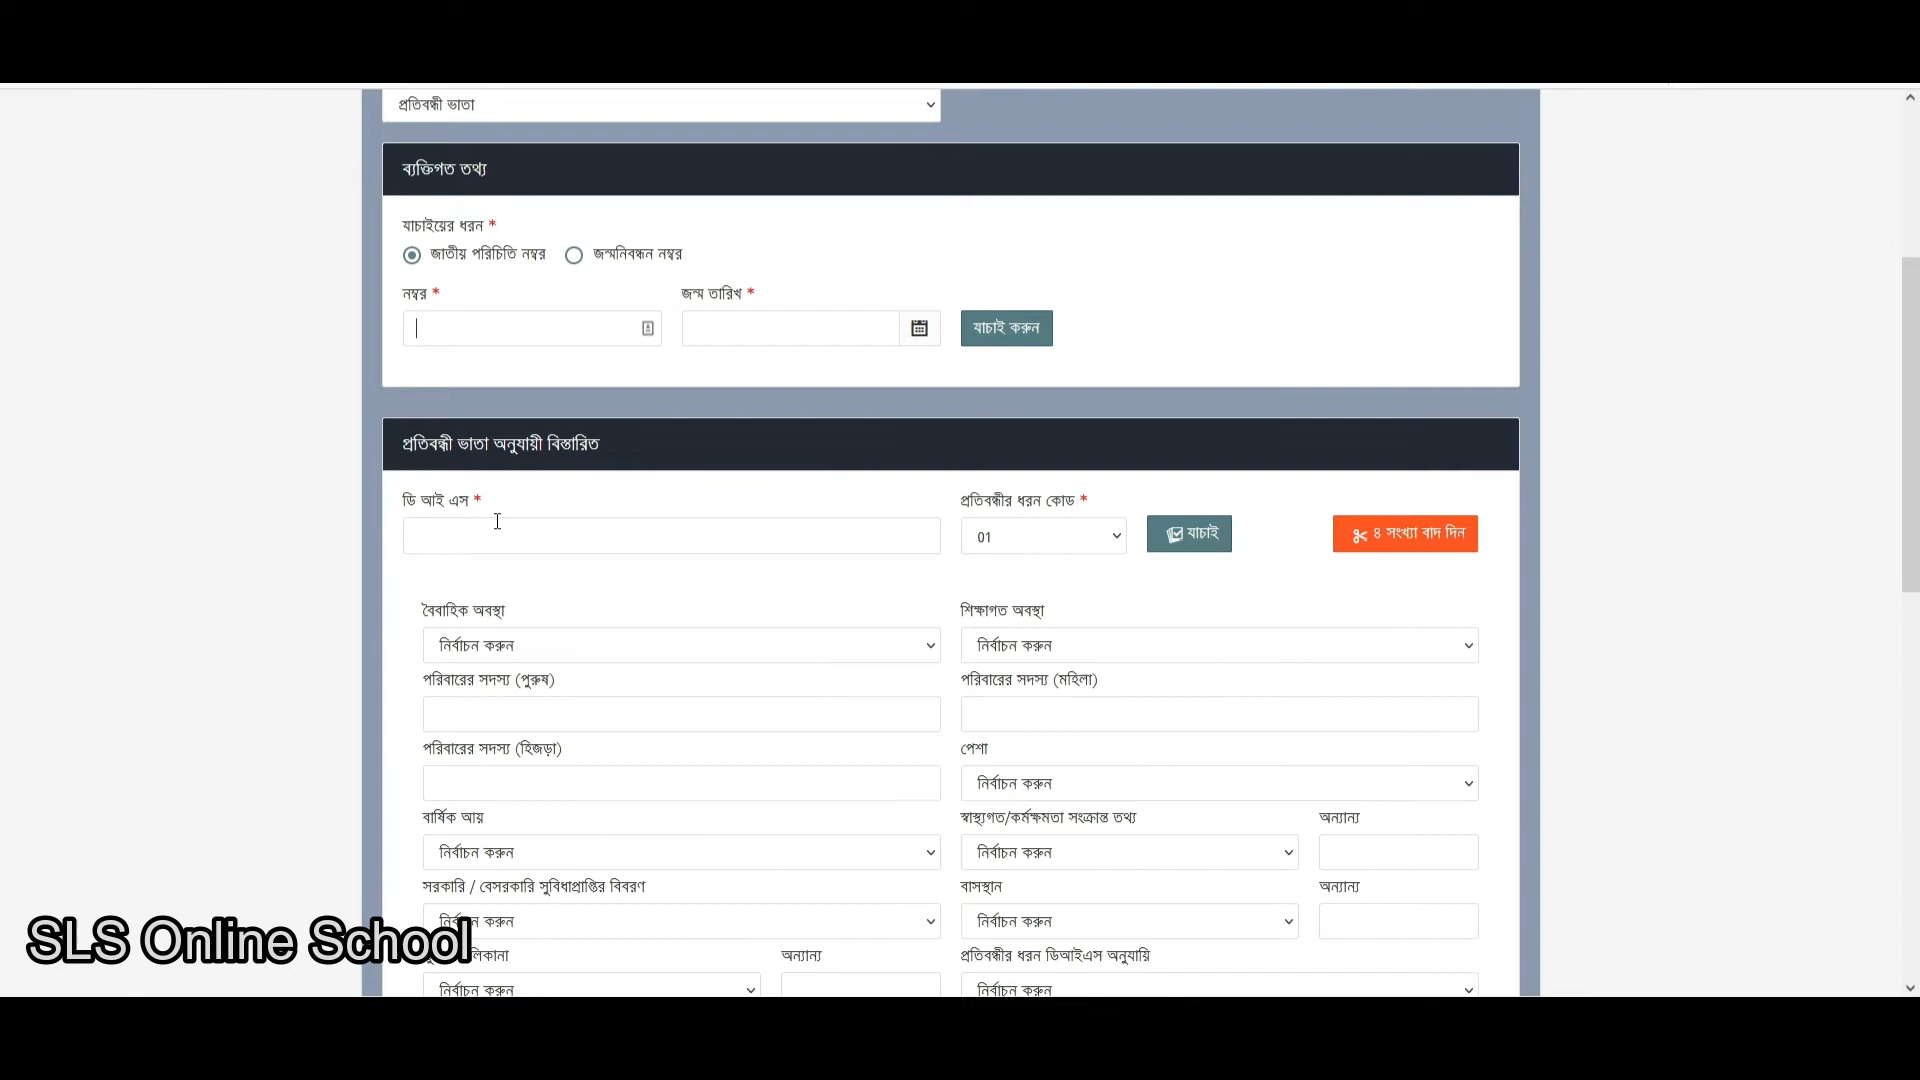 প্রতিবন্ধী ভাতা
ব্যক্তিগত তথ্য
যাচাইয়ের ধরন *
জাতীয় পরিচিতি নম্বর জন্মনিবন্ধন নম্বর
নম্বর * জন্ম তারিখ *
যাচাই করুন
প্রতিবন্ধী ভাতা অনুযায়ী বিস্তারিত
ডি আই এস * প্রতিবন্ধীর ধরন কোড *
01 যাচাই ৪ সংখ্যা বাদ দিন
বৈবাহিক অবস্থা শিক্ষাগত অবস্থা
নির্বাচন করুন নির্বাচন করুন
পরিবারের সদস্য (পুরুষ) পরিবারের সদস্য (মহিলা)
পরিবারের সদস্য (হিজড়া) পেশা
নির্বাচন করুন
বার্ষিক আয় স্বাস্থ্যগত/কর্মক্ষমতা সংক্রান্ত তথ্য অন্যান্য
নির্বাচন করুন নির্বাচন করুন
সরকারি / বেসরকারি সুবিধাপ্রাপ্তির বিবরণ বাসস্থান অন্যান্য
করুন নির্বাচন করুন
SLS Online School
অন্যান্য প্রতিবন্ধীর ধরন ডিআইএস অনুযায়ি
নির্বাচন করুন নির্বাচন করুন